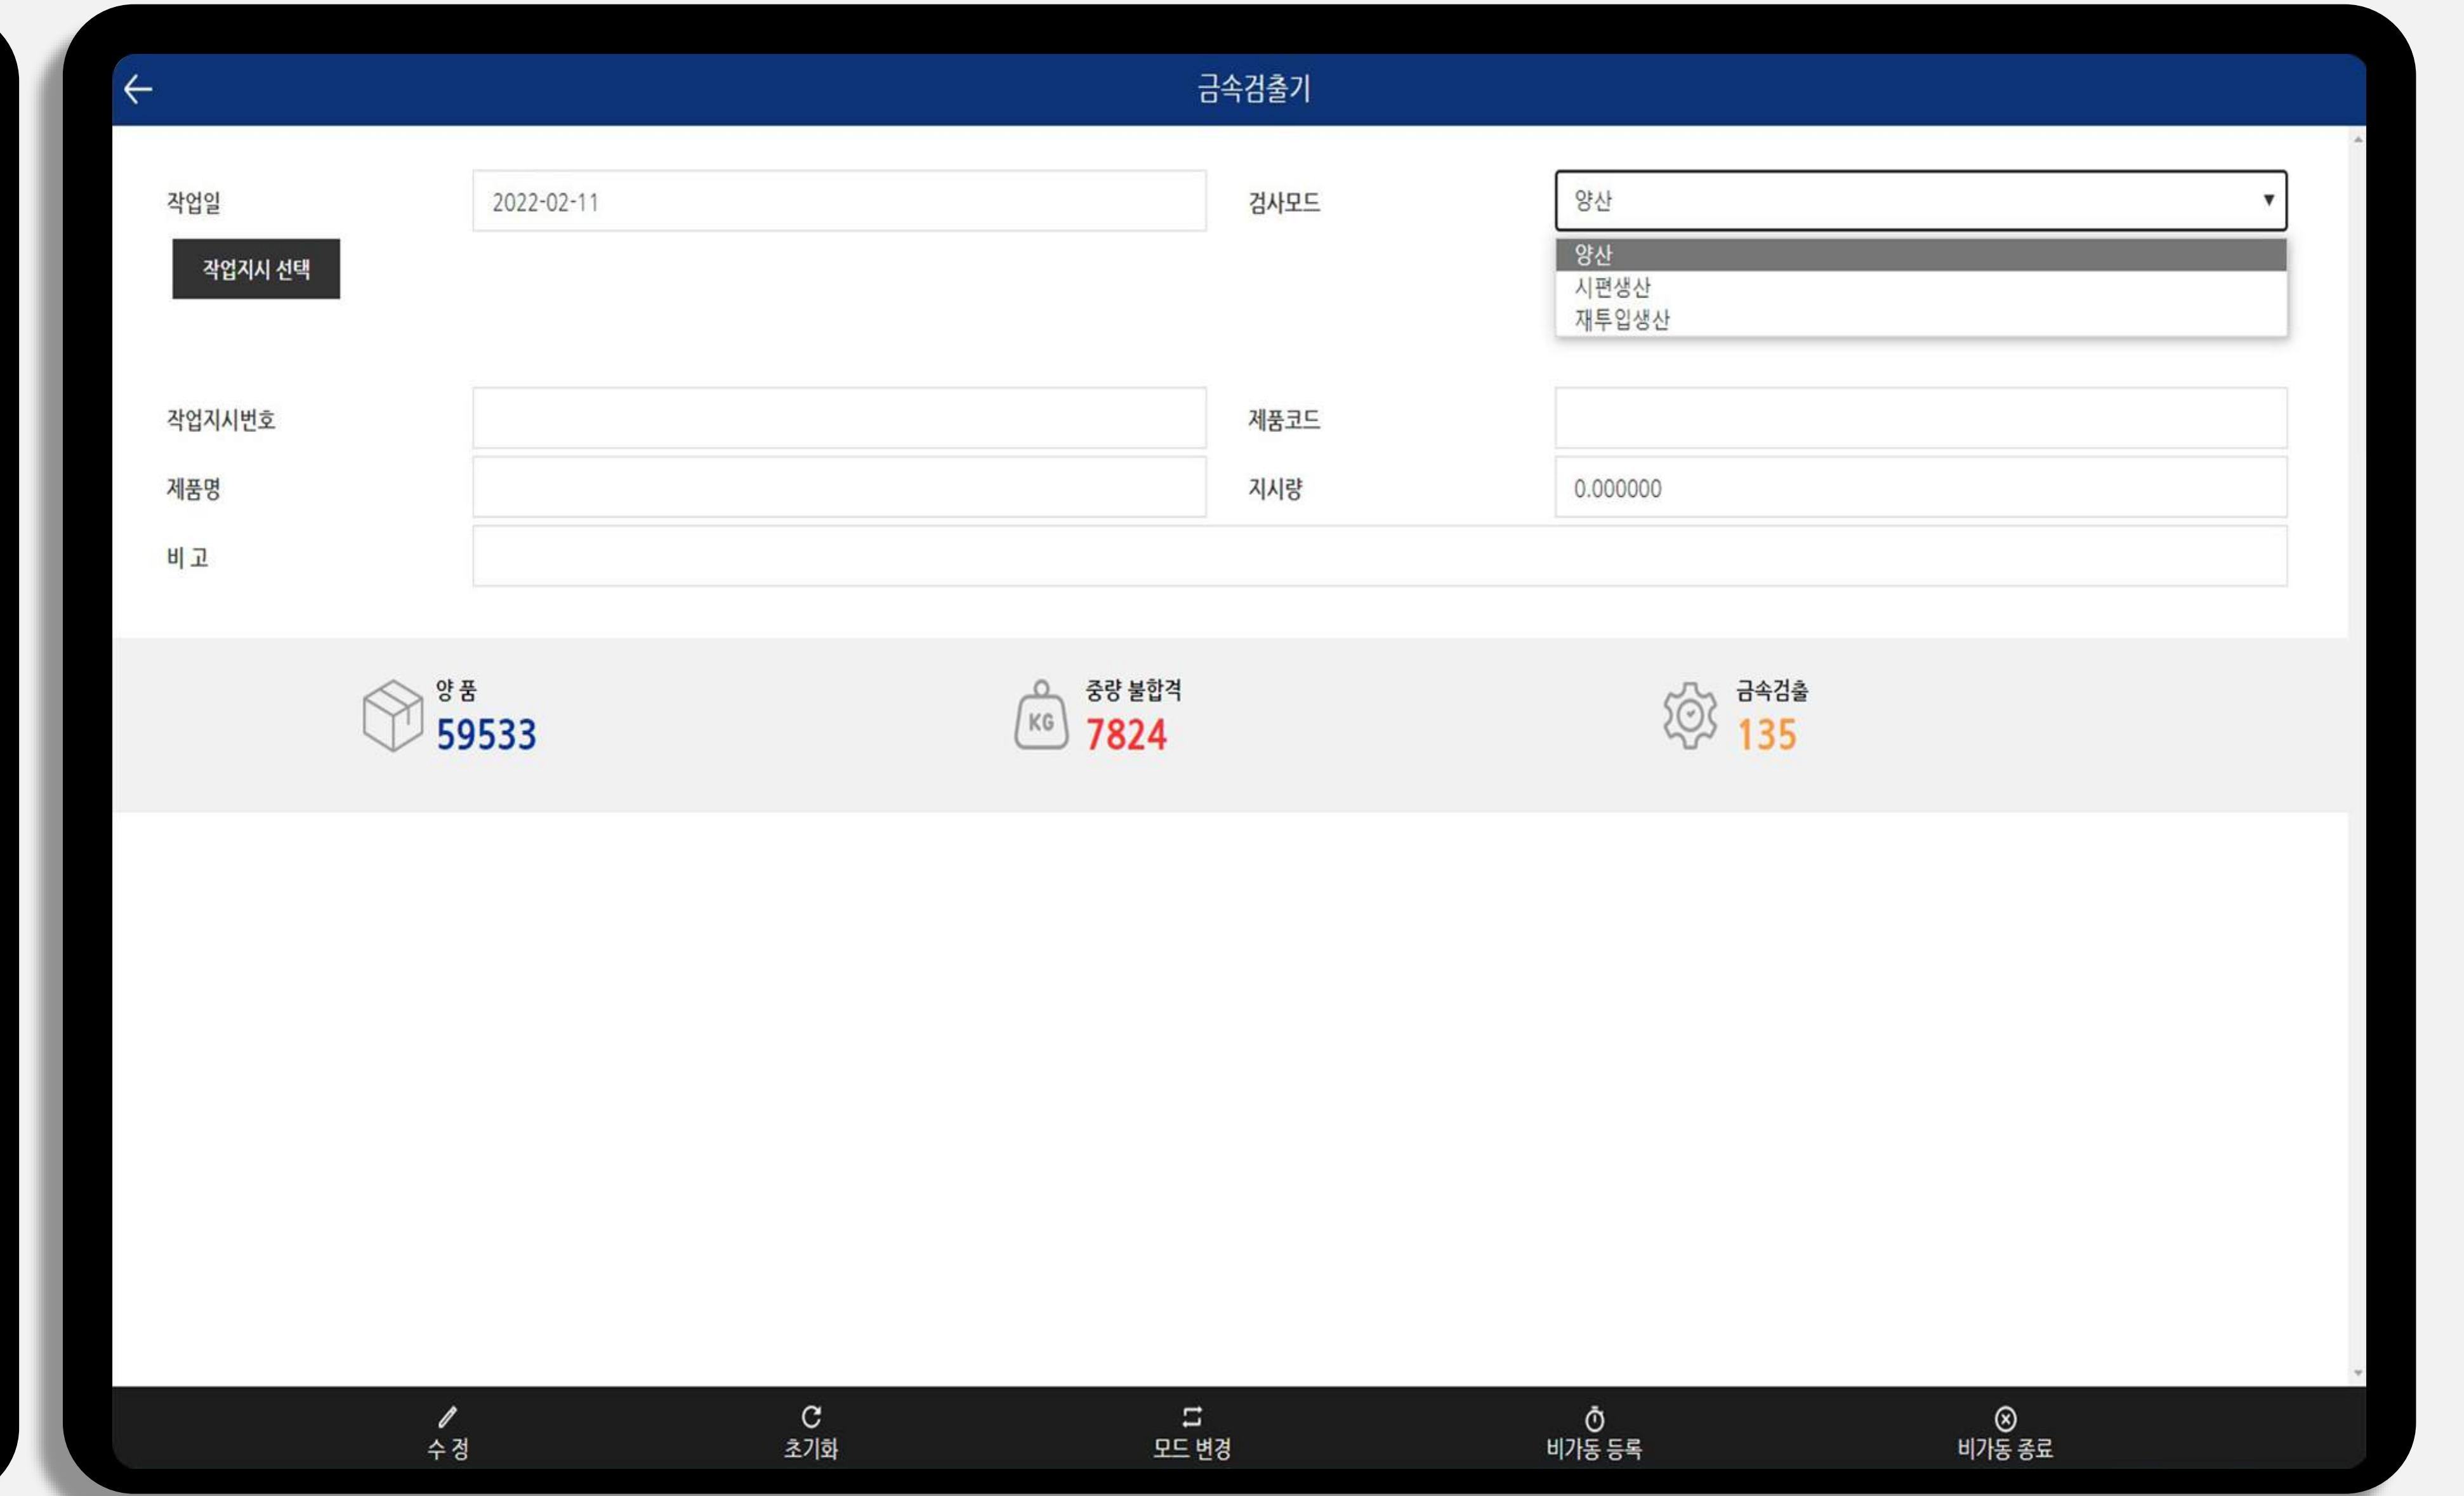 금속검출기
작업일 2022-02-11 검사모드 양산
작업지시 선택 양산
시편생산
재투입생산
작업지시번호 제품코드
제품명 지시량 0.000000
비 고
양 품 중량 불합격 금속검출
KG
59533 7824 135
수 정 초기화 모드 변경 비가동 등록 비가동 종료